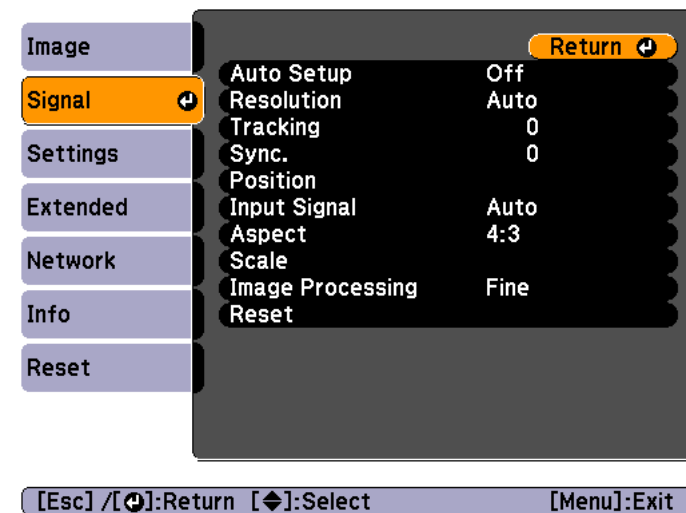 Image
Signal
Settings
Extended
Network
Info
Reset
Return
Auto Setup Off
Resolution Auto
Tracking 0
Sync. 0
Position
Input Signal Auto
Aspect 4:3
Scale
Image Processing Fine
Reset
[Esc] /[⏎]:Return [◆]:Select [Menu]:Exit